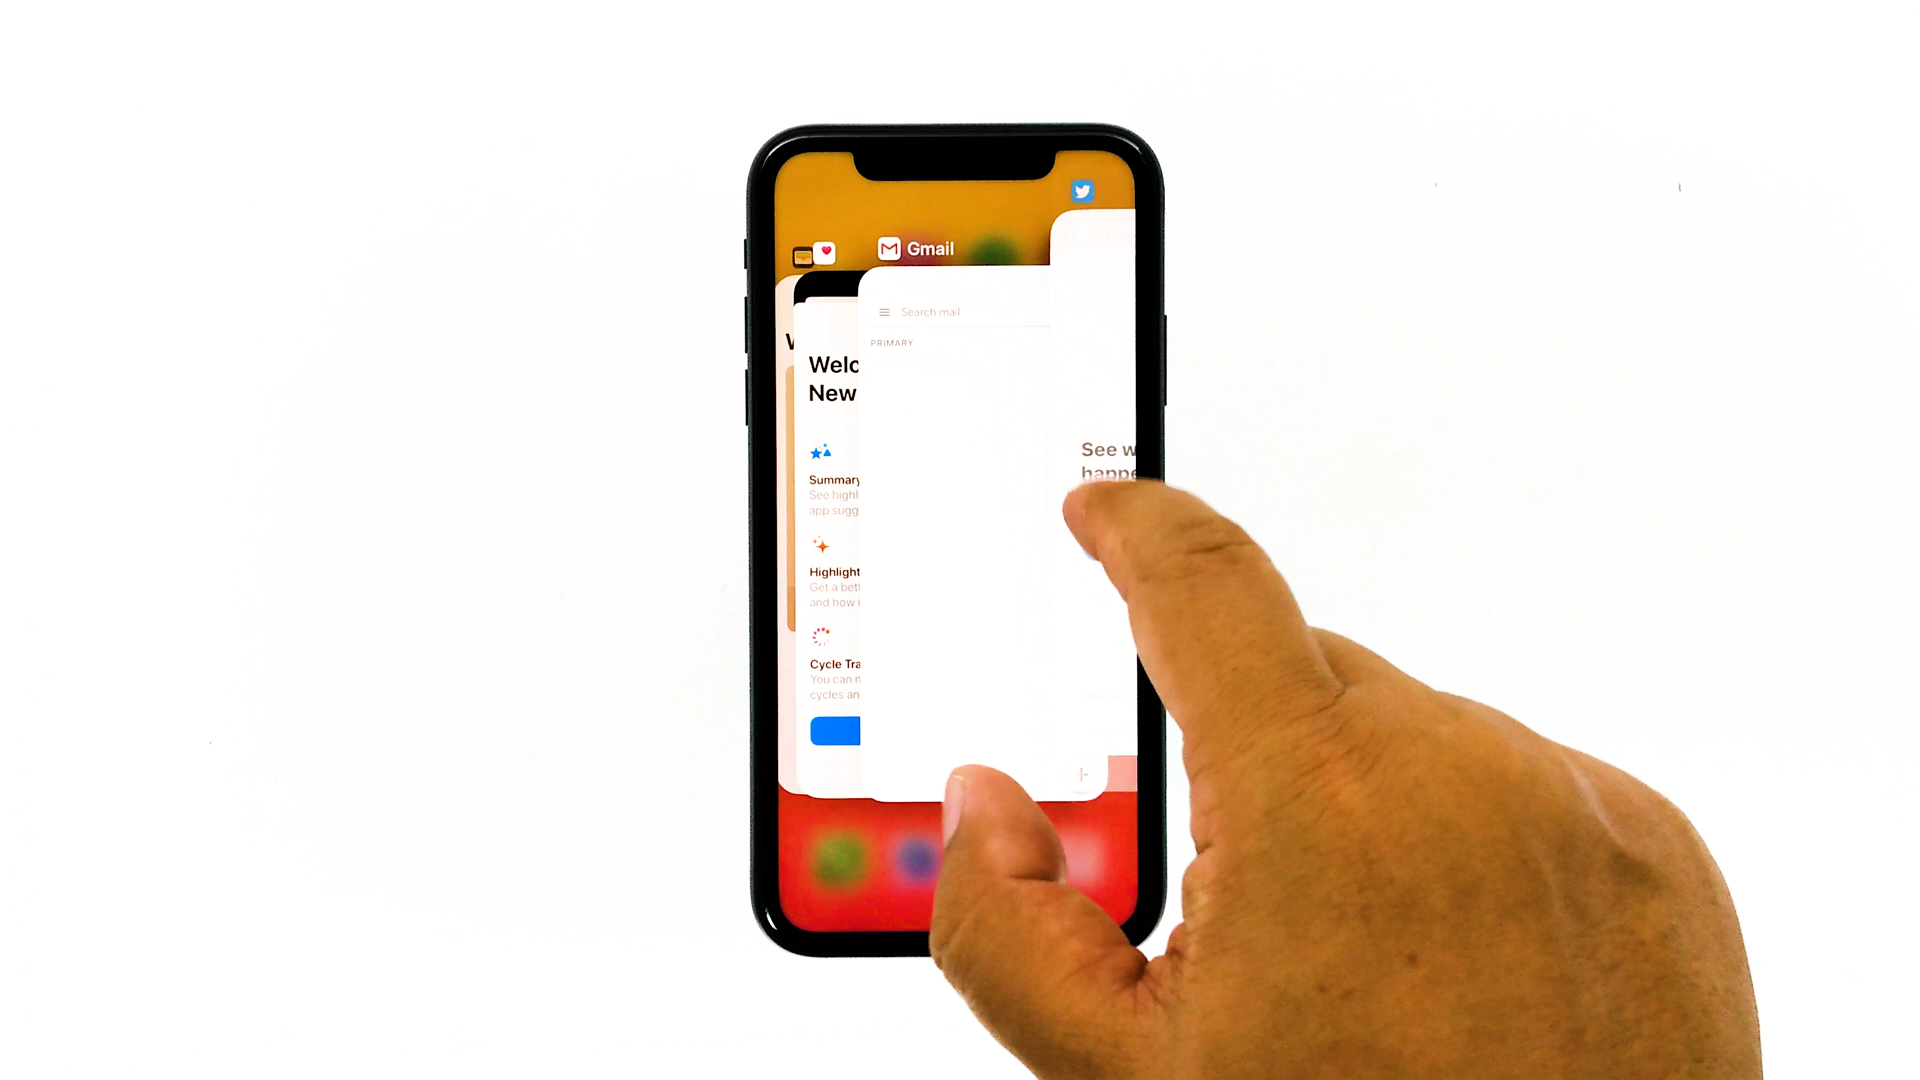 Gmail
Search mail
PRIMARY
Welc
New
See w
happe
Summary
See highl
app sugg
Highlight
Get a bet
and how i
Cycle Tra
You can n
cycles an